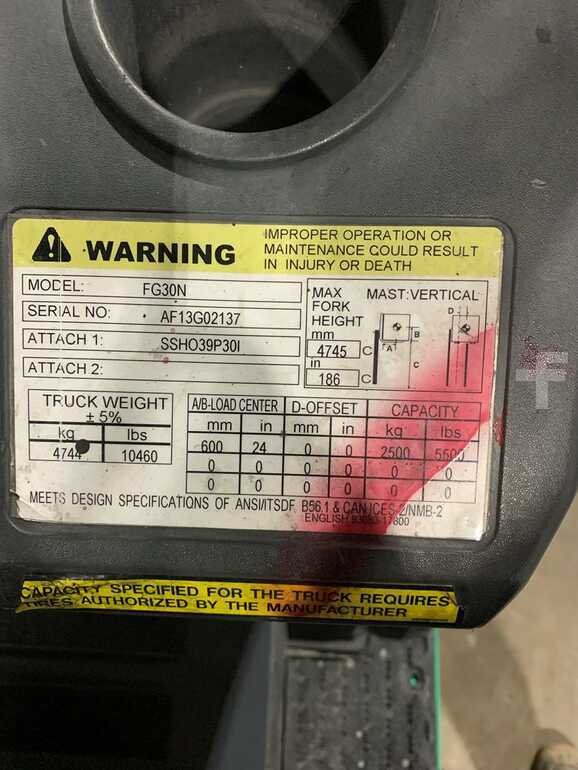 WARNING
IMPROPER OPERATION OR
MAINTENANCE COULD RESULT
IN INJURY OR DEATH
MODEL: FG30N
SERIAL NO: AF13G02137
ATTACH 1: SSHO39P30I
ATTACH 2:
MAX
FORK
HEIGHT
mm
4745 C
in
186 C
MAST:VERTICAL
D
A
B
C
TRUCK WEIGHT
± 5%
kg lbs
4744 10460
A/B-LOAD CENTER D-OFFSET CAPACITY
mm in mm in kg lbs
600 24 0 0 2500 5500
0 0 0 0 0 0
0 0 0 0 0 0
MEETS DESIGN SPECIFICATIONS OF ANSI/ITSDF, B56.1 & CAN ICES-2/NMB-2
ENGLISH 93080-17800
CAPACITY SPECIFIED FOR THE TRUCK REQUIRES
TIRES AUTHORIZED BY THE MANUFACTURER